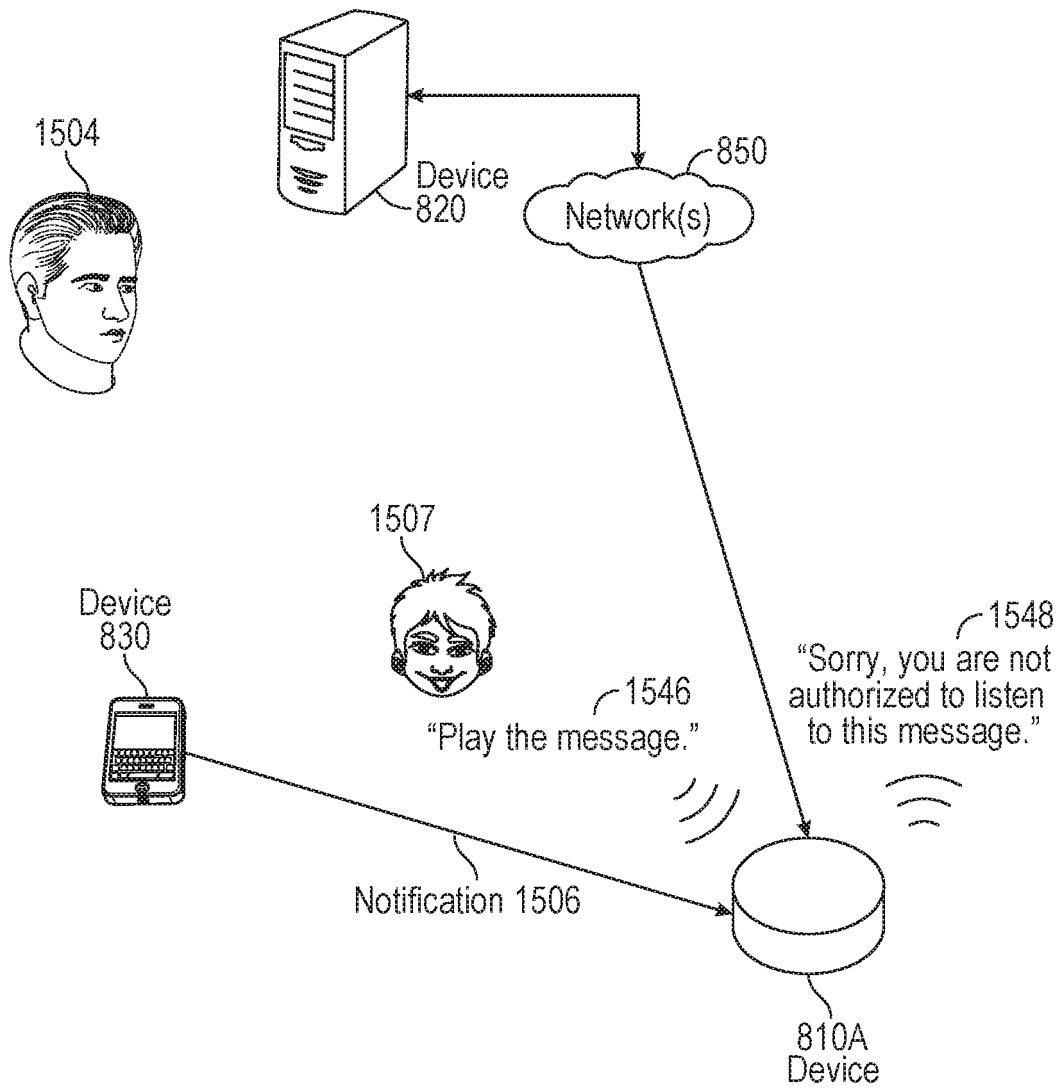 1504
Device
820
850
Network(s)
1507
Device
830
1546
“Play the message.”
1548
“Sorry, you are not
authorized to listen
to this message.”
Notification 1506
810A
Device